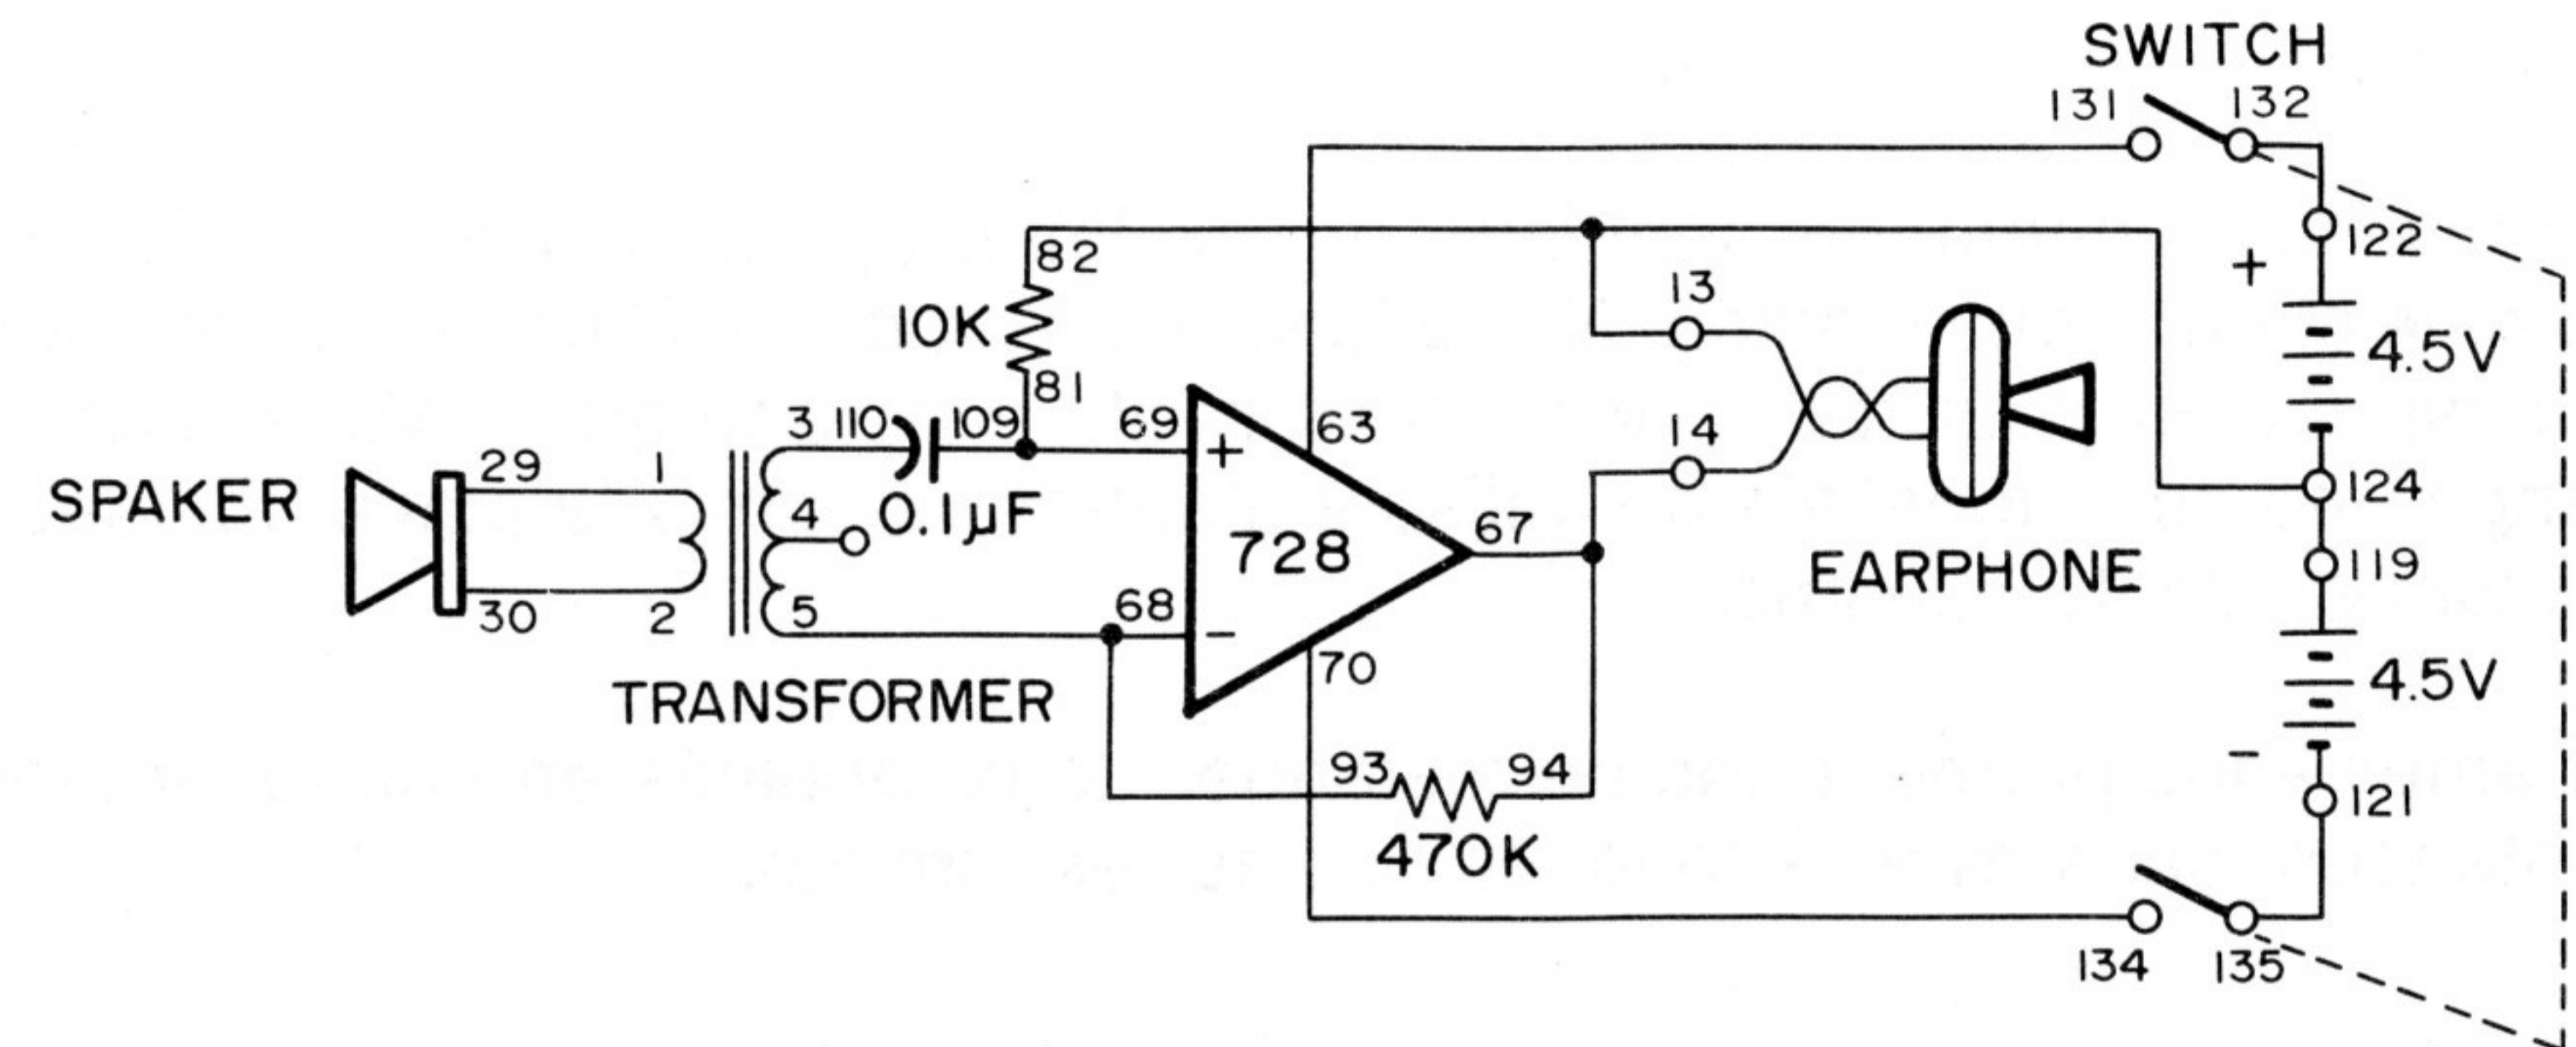 SWITCH
131 132
82
122
+
13
10K
4.5V
81
3 110 109 69 + 63
14
29 1
SPAKER
124
4 0.1µF
67
728
119
EARPHONE
30 2 5 68 −
70
TRANSFORMER
4.5V
93 94
−
121
470K
134 135